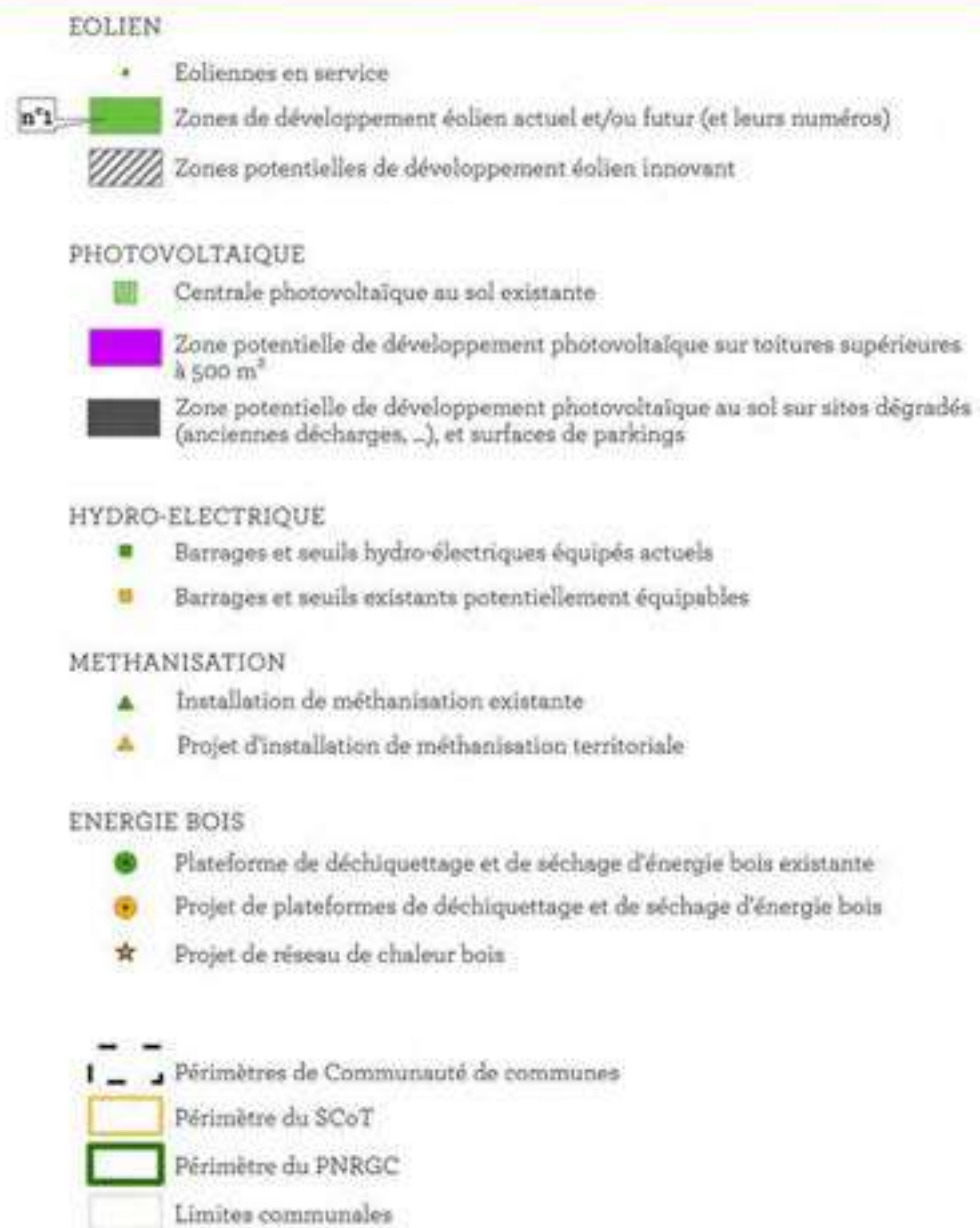 EOLIEN
Eoliennes en service
n°1
Zones de développement éolien actuel et/ou futur (et leurs numéros)
Zones potentielles de développement éolien innovant
PHOTOVOLTAIQUE
Centrale photovoltaïque au sol existante
Zone potentielle de développement photovoltaïque sur toitures supérieures
à 500 m²
Zone potentielle de développement photovoltaïque au sol sur sites dégradés
(anciennes décharges, ...), et surfaces de parkings
HYDRO-ELECTRIQUE
Barrages et seuils hydro-électriques équipés actuels
Barrages et seuils existants potentiellement équipables
METHANISATION
Installation de méthanisation existante
Projet d'installation de méthanisation territoriale
ENERGIE BOIS
Plateforme de déchiquettage et de séchage d'énergie bois existante
Projet de plateformes de déchiquettage et de séchage d'énergie bois
Projet de réseau de chaleur bois
Périmètres de Communauté de communes
Périmètre du SCoT
Périmètre du PNRGC
Limites communales